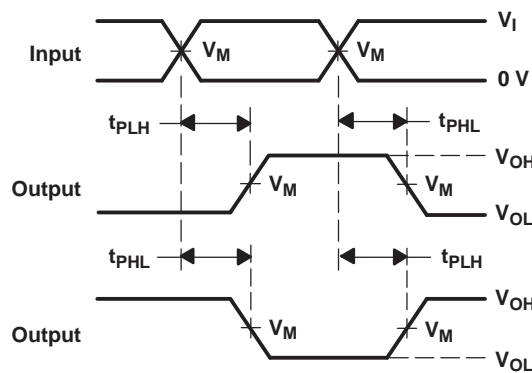 V_I
Input
V_M
V_M
0 V
t_PLH
t_PHL
V_OH
Output
V_M
V_M
V_OL
t_PHL
t_PLH
V_OH
Output
V_M
V_M
V_OL